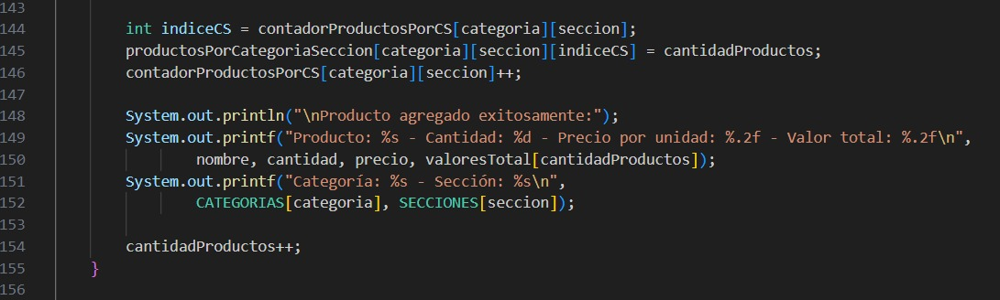 143
144 int indiceCS = contadorProductosPorCS[categoria][seccion];
145 productosPorCategoriaSeccion[categoria][seccion][indiceCS] = cantidadProductos;
146 contadorProductosPorCS[categoria][seccion]++;
147
148 System.out.println("\nProducto agregado exitosamente:");
149 System.out.printf("Producto: %s - Cantidad: %d - Precio por unidad: %.2f - Valor total: %.2f\n",
150 nombre, cantidad, precio, valoresTotal[cantidadProductos]);
151 System.out.printf("Categoría: %s - Sección: %s\n",
152 CATEGORIAS[categoria], SECCIONES[seccion]);
153
154 cantidadProductos++;
155 }
156